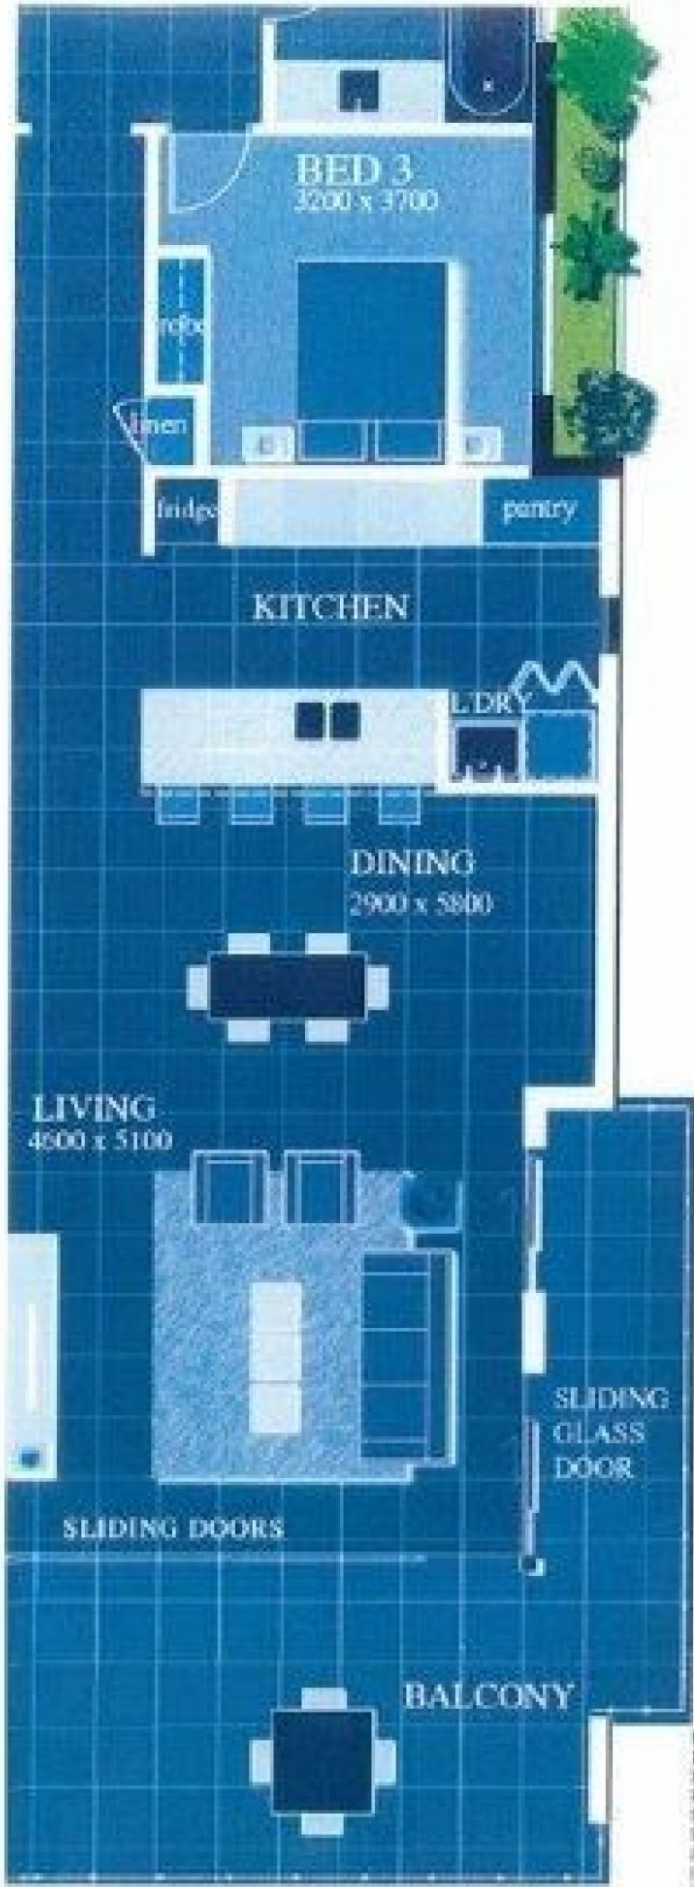 BED 3
3200 x 3700
robe
linen
fridge
pantry
KITCHEN
L'DRY
DINING
2900 x 5800
LIVING
4600 x 5100
SLIDING
GLASS
DOOR
SLIDING DOORS
BALCONY